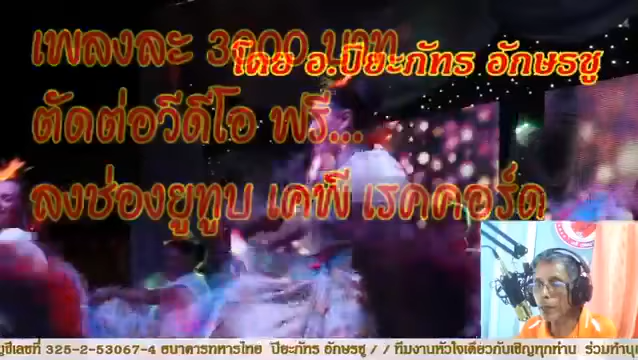 เพลงละ 3000 บาท
โดย อ.ปิยะภัทร อักษรชู
ตัดต่อวีดีโอ ฟรี...
ลงช่องยูทูบ เคพี เรคคอร์ด
ญชีเลขที่ 325-2-53067-4 ธนาคารทหารไทย ปิยะภัทร อักษรชู / / ทีมงานหัวใจเดียวกันเชิญทุกท่าน ร่วมทำบ